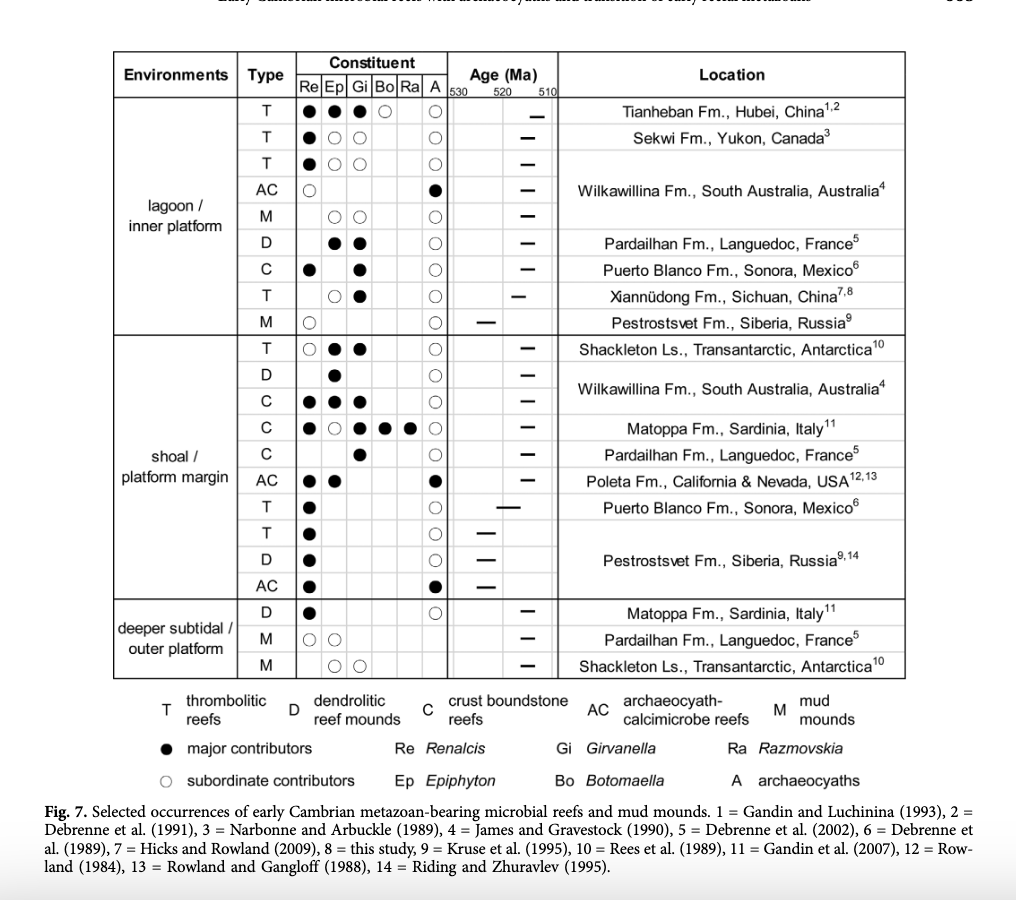 Environments Type Constituent Age (Ma) Location
Re Ep Gi Bo Ra A 530 520 510
lagoon /
inner platform
T Tianheban Fm., Hubei, China1,2
T Sekwi Fm., Yukon, Canada3
T
AC Wilkawillina Fm., South Australia, Australia4
M
D Pardailhan Fm., Languedoc, France5
C Puerto Blanco Fm., Sonora, Mexico6
T Xiannüdong Fm., Sichuan, China7,8
M Pestrostsvet Fm., Siberia, Russia9
shoal /
platform margin
T Shackleton Ls., Transantarctic, Antarctica10
D
Wilkawillina Fm., South Australia, Australia4
C
C Matoppa Fm., Sardinia, Italy11
C Pardailhan Fm., Languedoc, France5
AC Poleta Fm., California & Nevada, USA12,13
T Puerto Blanco Fm., Sonora, Mexico6
T
D Pestrostsvet Fm., Siberia, Russia9,14
AC
deeper subtidal /
outer platform
D Matoppa Fm., Sardinia, Italy11
M Pardailhan Fm., Languedoc, France5
M Shackleton Ls., Transantarctic, Antarctica10
T thrombolitic
reefs
D dendrolitic
reef mounds
C crust boundstone
reefs
AC archaeocyath-
calcimicrobe reefs
M mud
mounds
major contributors Re Renalcis Gi Girvanella Ra Razmovskia
subordinate contributors Ep Epiphyton Bo Botomaella A archaeocyaths
Fig. 7. Selected occurrences of early Cambrian metazoan-bearing microbial reefs and mud mounds. 1 = Gandin and Luchinina (1993), 2 =
Debrenne et al. (1991), 3 = Narbonne and Arbuckle (1989), 4 = James and Gravestock (1990), 5 = Debrenne et al. (2002), 6 = Debrenne et
al. (1989), 7 = Hicks and Rowland (2009), 8 = this study, 9 = Kruse et al. (1995), 10 = Rees et al. (1989), 11 = Gandin et al. (2007), 12 = Row-
land (1984), 13 = Rowland and Gangloff (1988), 14 = Riding and Zhuravlev (1995).